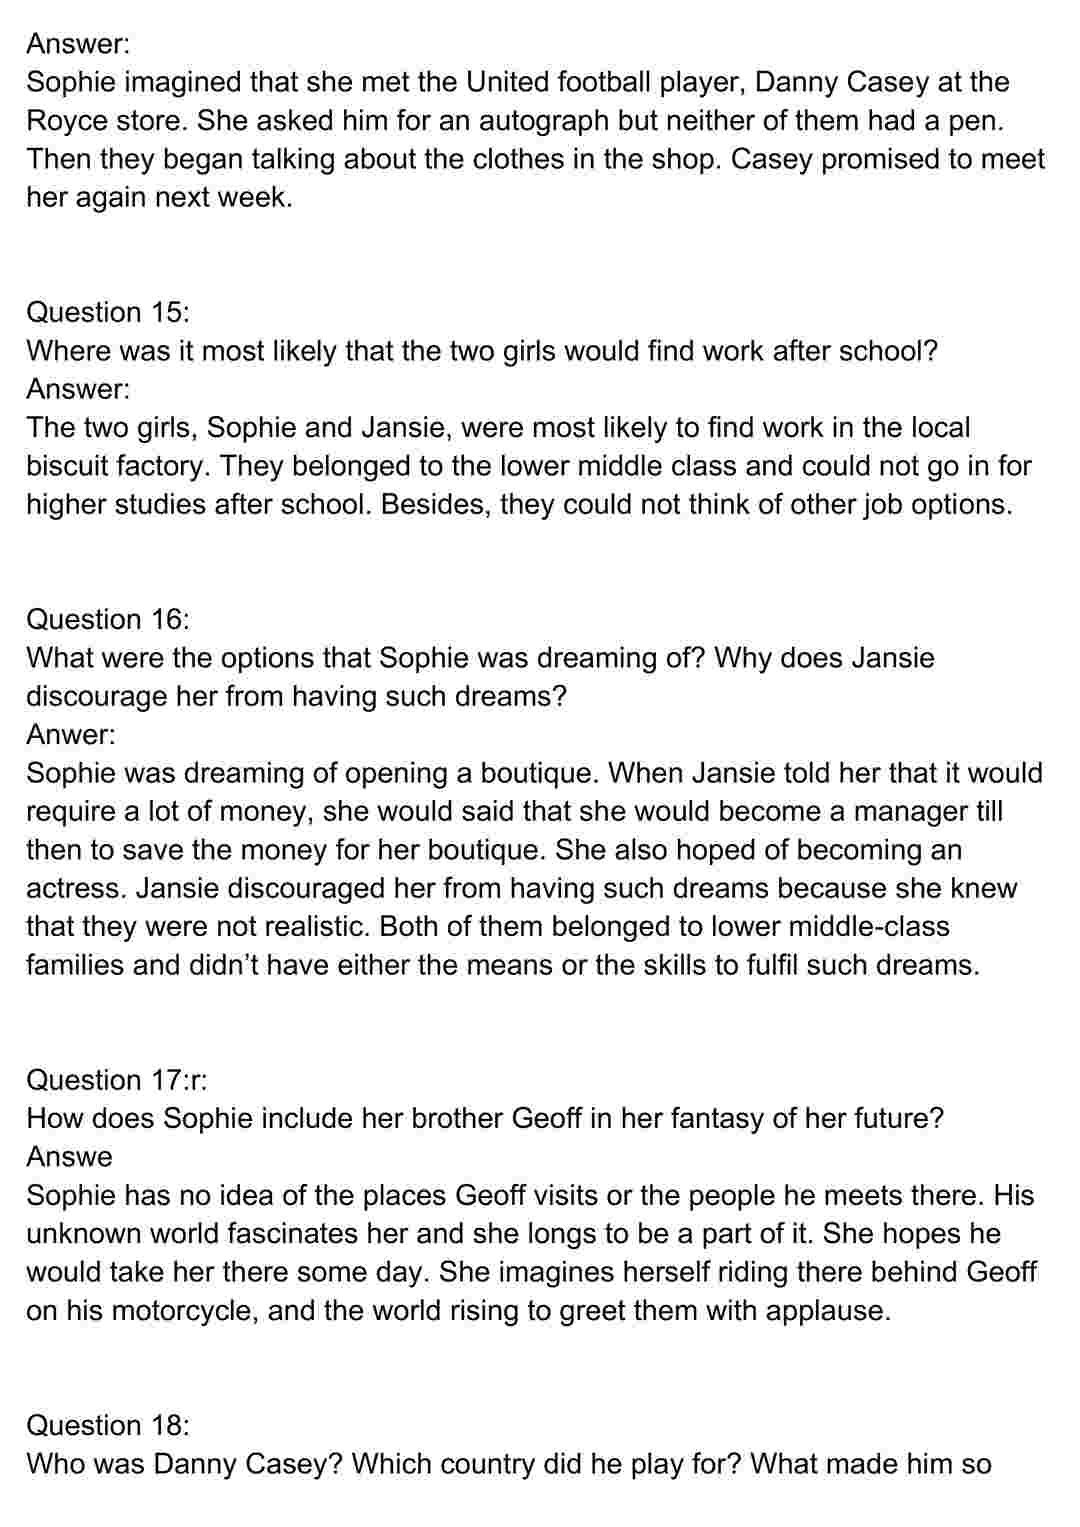 Answer:
Sophie imagined that she met the United football player, Danny Casey at the
Royce store. She asked him for an autograph but neither of them had a pen.
Then they began talking about the clothes in the shop. Casey promised to meet
her again next week.
Question 15:
Where was it most likely that the two girls would find work after school?
Answer:
The two girls, Sophie and Jansie, were most likely to find work in the local
biscuit factory. They belonged to the lower middle class and could not go in for
higher studies after school. Besides, they could not think of other job options.
Question 16:
What were the options that Sophie was dreaming of? Why does Jansie
discourage her from having such dreams?
Anwer:
Sophie was dreaming of opening a boutique. When Jansie told her that it would
require a lot of money, she would said that she would become a manager till
then to save the money for her boutique. She also hoped of becoming an
actress. Jansie discouraged her from having such dreams because she knew
that they were not realistic. Both of them belonged to lower middle-class
families and didn’t have either the means or the skills to fulfil such dreams.
Question 17:r:
How does Sophie include her brother Geoff in her fantasy of her future?
Answe
Sophie has no idea of the places Geoff visits or the people he meets there. His
unknown world fascinates her and she longs to be a part of it. She hopes he
would take her there some day. She imagines herself riding there behind Geoff
on his motorcycle, and the world rising to greet them with applause.
Question 18:
Who was Danny Casey? Which country did he play for? What made him so